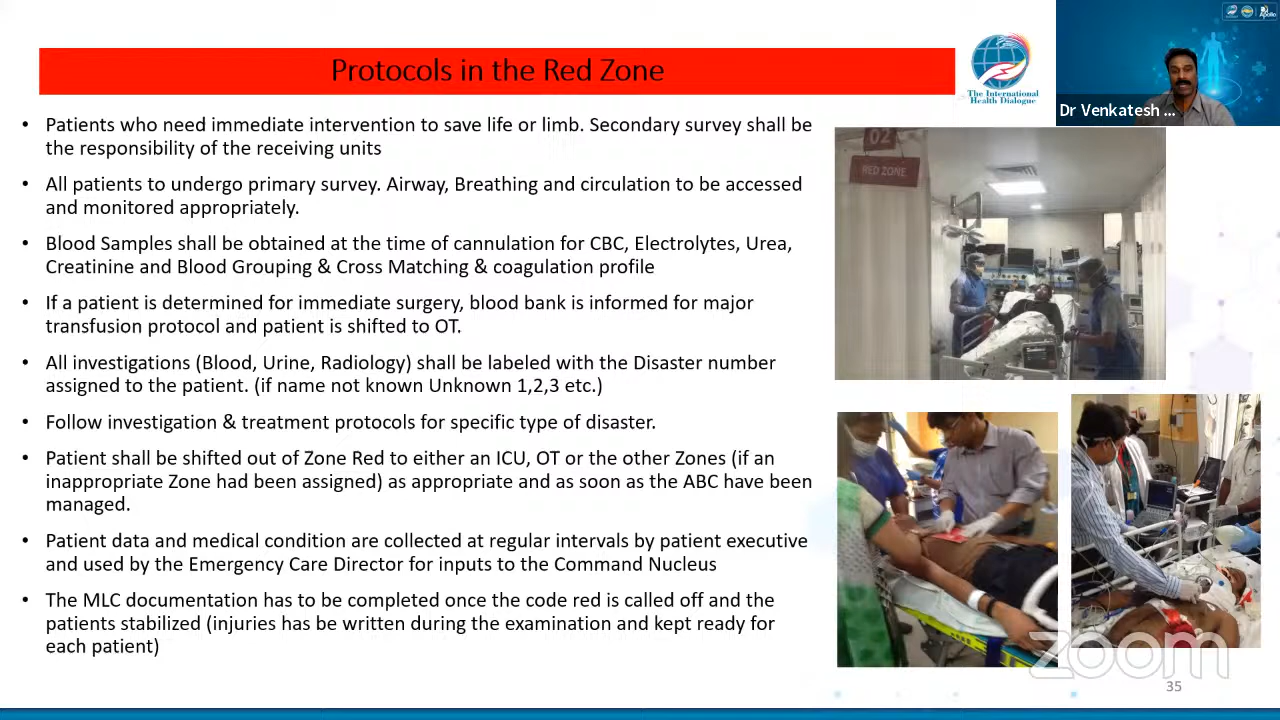 Protocols in the Red Zone
The International
Health Dialogue
Apollo
Dr Venkatesh ...
• Patients who need immediate intervention to save life or limb. Secondary survey shall be
the responsibility of the receiving units
• All patients to undergo primary survey. Airway, Breathing and circulation to be accessed
and monitored appropriately.
• Blood Samples shall be obtained at the time of cannulation for CBC, Electrolytes, Urea,
Creatinine and Blood Grouping & Cross Matching & coagulation profile
• If a patient is determined for immediate surgery, blood bank is informed for major
transfusion protocol and patient is shifted to OT.
• All investigations (Blood, Urine, Radiology) shall be labeled with the Disaster number
assigned to the patient. (if name not known Unknown 1,2,3 etc.)
• Follow investigation & treatment protocols for specific type of disaster.
• Patient shall be shifted out of Zone Red to either an ICU, OT or the other Zones (if an
inappropriate Zone had been assigned) as appropriate and as soon as the ABC have been
managed.
• Patient data and medical condition are collected at regular intervals by patient executive
and used by the Emergency Care Director for inputs to the Command Nucleus
• The MLC documentation has to be completed once the code red is called off and the
patients stabilized (injuries has be written during the examination and kept ready for
each patient)
02
RED ZONE
zoom
35